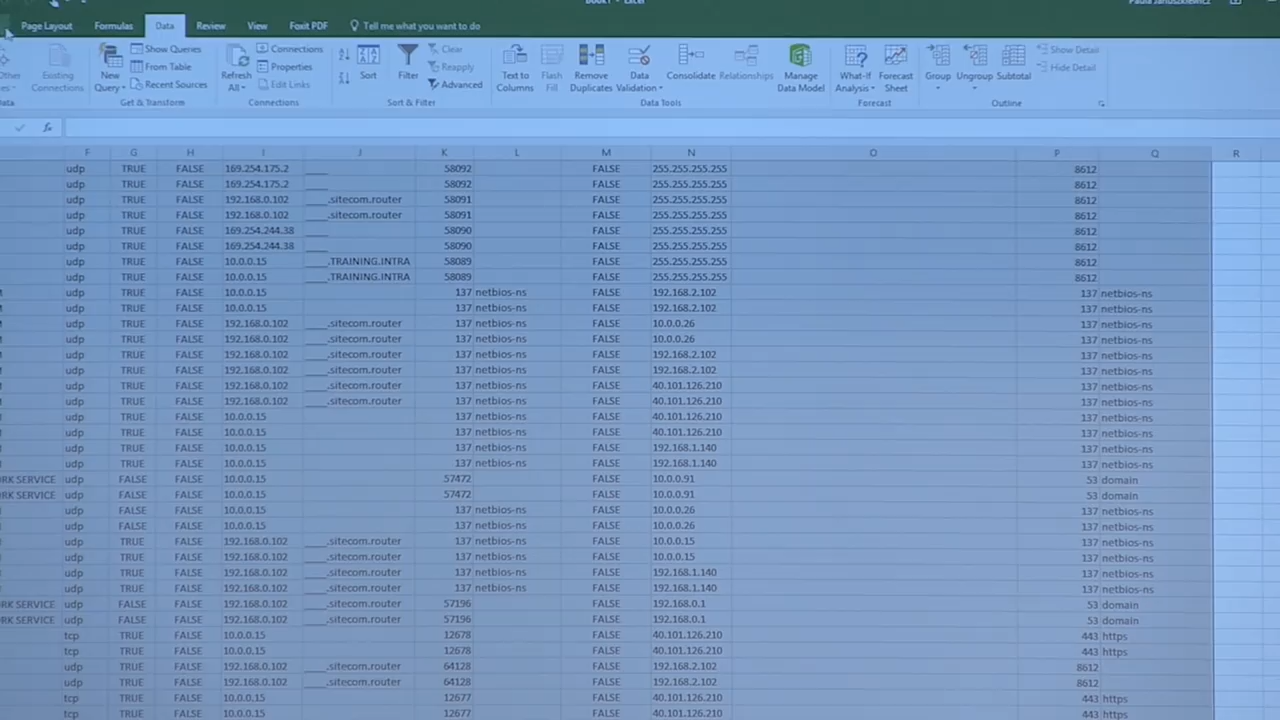 Page Layout Formulas Data Review View Foxit PDF Tell me what you want to do
Existing Connections New Query Show Queries From Table Recent Sources Refresh All Connections Properties Edit Links Sort Filter Clear Reapply Advanced Text to Columns Flash Fill Remove Duplicates Data Validation Consolidate Relationships Manage Data Model What-If Analysis Forecast Sheet Group Ungroup Subtotal Show Detail Hide Detail
Get & Transform Connections Sort & Filter Data Tools Forecast Outline
fx
F G H I J K L M N O P Q R
udp TRUE FALSE 169.254.175.2 ____ 58092 FALSE 255.255.255.255 8612
udp TRUE FALSE 169.254.175.2 ____ 58092 FALSE 255.255.255.255 8612
udp TRUE FALSE 192.168.0.102 ____.sitecom.router 58091 FALSE 255.255.255.255 8612
udp TRUE FALSE 192.168.0.102 ____.sitecom.router 58091 FALSE 255.255.255.255 8612
udp TRUE FALSE 169.254.244.38 ____ 58090 FALSE 255.255.255.255 8612
udp TRUE FALSE 169.254.244.38 ____ 58090 FALSE 255.255.255.255 8612
udp TRUE FALSE 10.0.0.15 ____.TRAINING.INTRA 58089 FALSE 255.255.255.255 8612
udp TRUE FALSE 10.0.0.15 ____.TRAINING.INTRA 58089 FALSE 255.255.255.255 8612
udp TRUE FALSE 10.0.0.15 137 netbios-ns FALSE 192.168.2.102 137 netbios-ns
udp TRUE FALSE 10.0.0.15 137 netbios-ns FALSE 192.168.2.102 137 netbios-ns
udp TRUE FALSE 192.168.0.102 ____.sitecom.router 137 netbios-ns FALSE 10.0.0.26 137 netbios-ns
udp TRUE FALSE 192.168.0.102 ____.sitecom.router 137 netbios-ns FALSE 10.0.0.26 137 netbios-ns
udp TRUE FALSE 192.168.0.102 ____.sitecom.router 137 netbios-ns FALSE 192.168.2.102 137 netbios-ns
udp TRUE FALSE 192.168.0.102 ____.sitecom.router 137 netbios-ns FALSE 192.168.2.102 137 netbios-ns
udp TRUE FALSE 192.168.0.102 ____.sitecom.router 137 netbios-ns FALSE 40.101.126.210 137 netbios-ns
udp TRUE FALSE 192.168.0.102 ____.sitecom.router 137 netbios-ns FALSE 40.101.126.210 137 netbios-ns
udp TRUE FALSE 10.0.0.15 137 netbios-ns FALSE 40.101.126.210 137 netbios-ns
udp TRUE FALSE 10.0.0.15 137 netbios-ns FALSE 40.101.126.210 137 netbios-ns
udp TRUE FALSE 10.0.0.15 137 netbios-ns FALSE 192.168.1.140 137 netbios-ns
udp TRUE FALSE 10.0.0.15 137 netbios-ns FALSE 192.168.1.140 137 netbios-ns
RK SERVICE udp FALSE FALSE 10.0.0.15 57472 FALSE 10.0.0.91 53 domain
RK SERVICE udp FALSE FALSE 10.0.0.15 57472 FALSE 10.0.0.91 53 domain
udp FALSE FALSE 10.0.0.15 137 netbios-ns FALSE 10.0.0.26 137 netbios-ns
udp FALSE FALSE 10.0.0.15 137 netbios-ns FALSE 10.0.0.26 137 netbios-ns
udp TRUE FALSE 192.168.0.102 ____.sitecom.router 137 netbios-ns FALSE 10.0.0.15 137 netbios-ns
udp TRUE FALSE 192.168.0.102 ____.sitecom.router 137 netbios-ns FALSE 10.0.0.15 137 netbios-ns
udp TRUE FALSE 192.168.0.102 ____.sitecom.router 137 netbios-ns FALSE 192.168.1.140 137 netbios-ns
udp TRUE FALSE 192.168.0.102 ____.sitecom.router 137 netbios-ns FALSE 192.168.1.140 137 netbios-ns
RK SERVICE udp FALSE FALSE 192.168.0.102 ____.sitecom.router 57196 FALSE 192.168.0.1 53 domain
RK SERVICE udp FALSE FALSE 192.168.0.102 ____.sitecom.router 57196 FALSE 192.168.0.1 53 domain
tcp TRUE FALSE 10.0.0.15 12678 FALSE 40.101.126.210 443 https
tcp TRUE FALSE 10.0.0.15 12678 FALSE 40.101.126.210 443 https
udp TRUE FALSE 192.168.0.102 ____.sitecom.router 64128 FALSE 192.168.2.102 8612
udp TRUE FALSE 192.168.0.102 ____.sitecom.router 64128 FALSE 192.168.2.102 8612
tcp TRUE FALSE 10.0.0.15 12677 FALSE 40.101.126.210 443 https
tcp TRUE FALSE 10.0.0.15 12677 FALSE 40.101.126.210 443 https